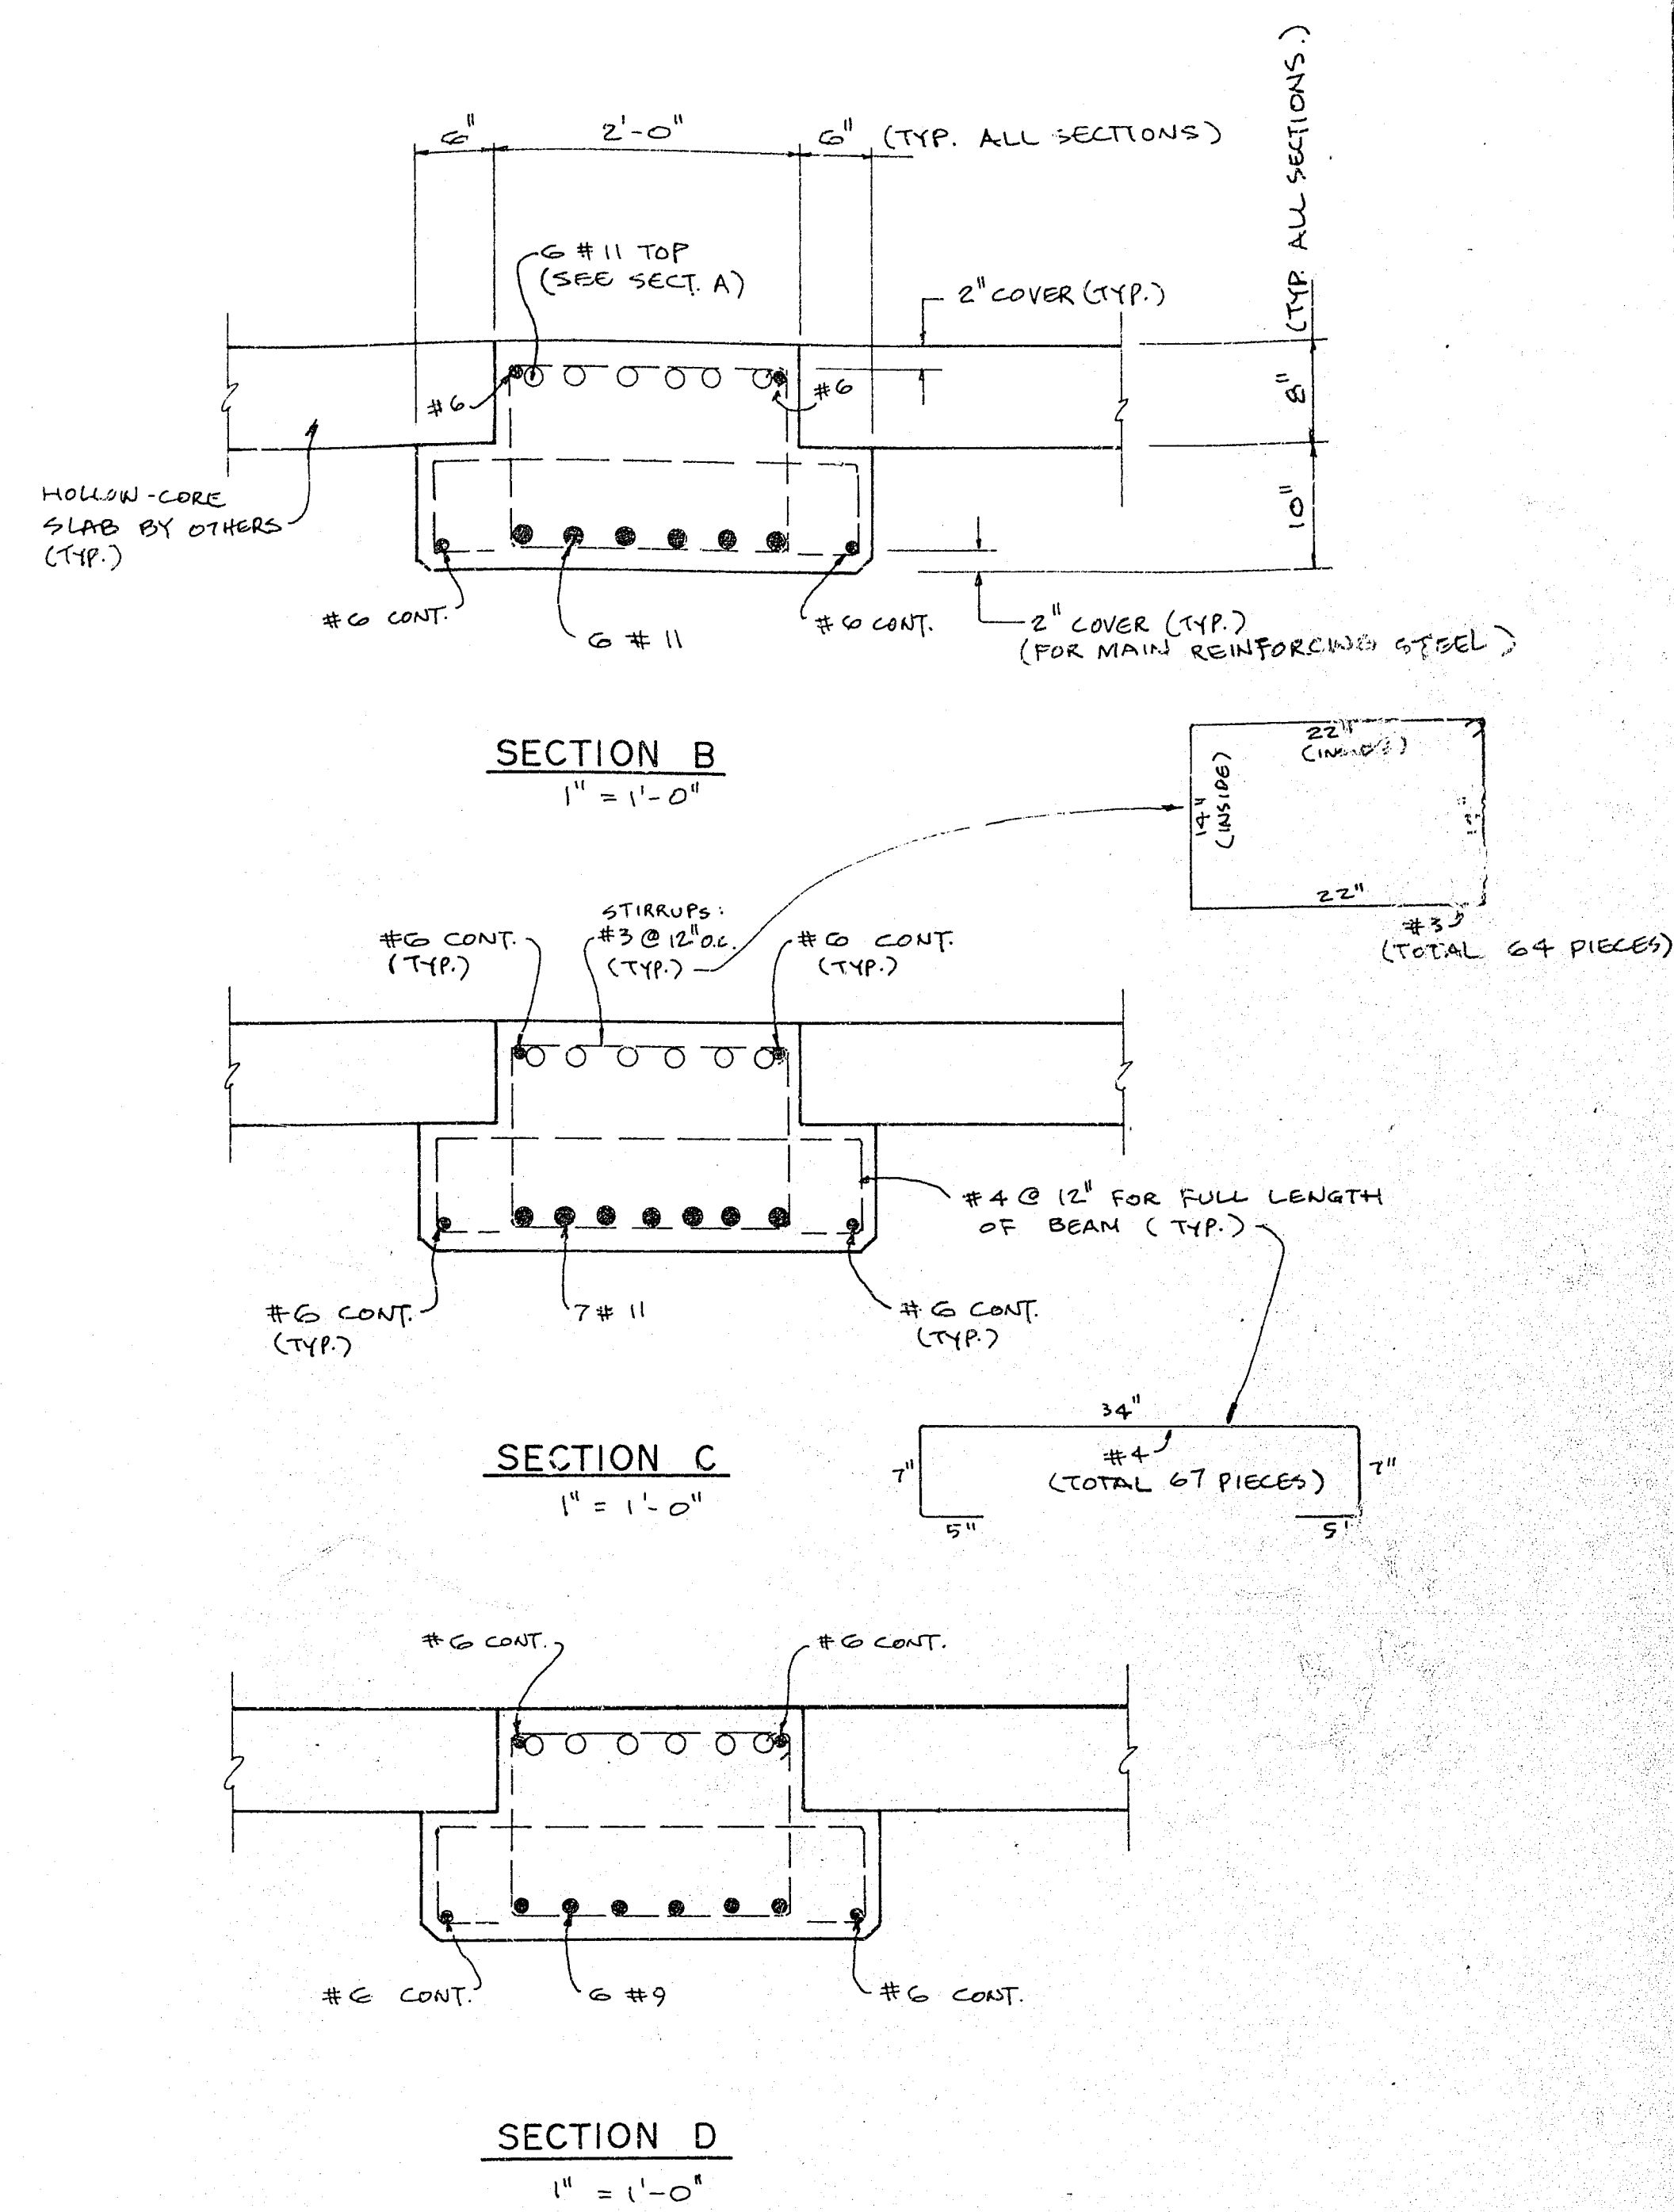 6" 2'-0" 6" (TYP. ALL SECTIONS)
(TYP. ALL SECTIONS.)
6 #11 TOP
(SEE SECT. A)
2" COVER (TYP.)
#6
#6
8"
HOLLOW-CORE
SLAB BY OTHERS
(TYP.)
10"
#6 CONT.
6 #11
#6 CONT.
2" COVER (TYP.)
(FOR MAIN REINFORCING STEEL)
SECTION B
1" = 1'-0"
22"
(INSIDE)
14"
(INSIDE)
22"
#3
(TOTAL 64 PIECES)
STIRRUPS:
#3 @ 12" O.C.
(TYP.)
#6 CONT.
(TYP.)
#6 CONT.
(TYP.)
#4 @ 12" FOR FULL LENGTH
OF BEAM (TYP.)
#6 CONT.
(TYP.)
7 # 11
#6 CONT.
(TYP.)
SECTION C
1" = 1'-0"
34"
#4
(TOTAL 67 PIECES)
7"
7"
5"
5'
#6 CONT.
#6 CONT.
#6 CONT.
6 #9
#6 CONT.
SECTION D
1" = 1'-0"